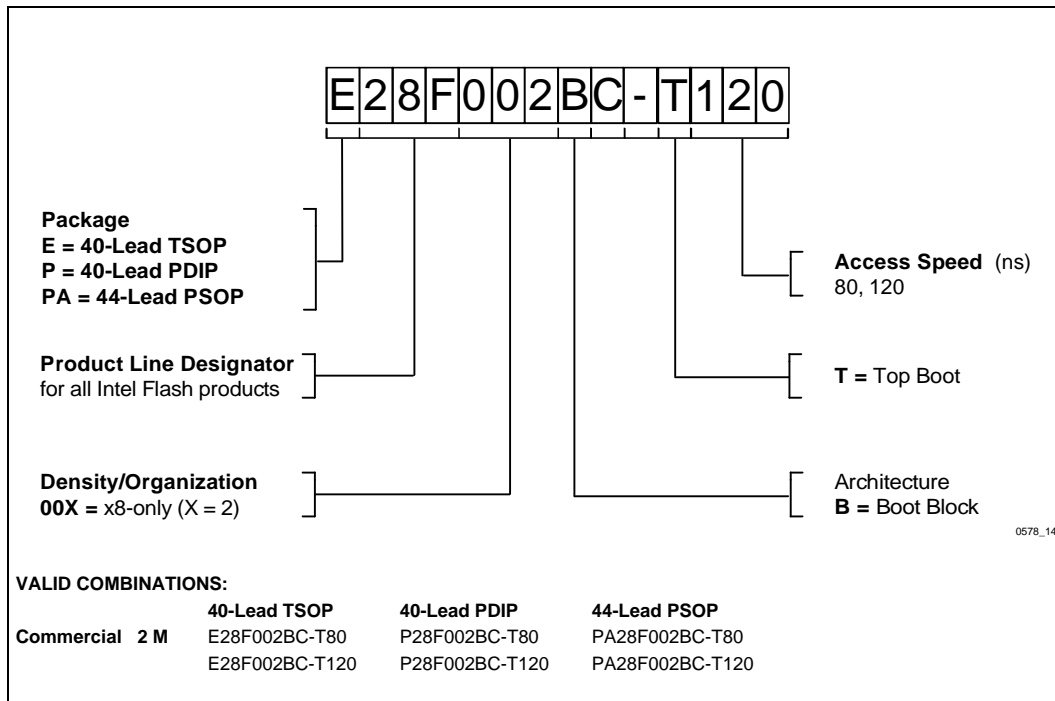 E28F002BC-T120
Package
E = 40-Lead TSOP
P = 40-Lead PDIP
PA = 44-Lead PSOP
Access Speed (ns)
80, 120
Product Line Designator
for all Intel Flash products
T = Top Boot
Density/Organization
00X = x8-only (X = 2)
Architecture
B = Boot Block
0578_14
VALID COMBINATIONS:
40-Lead TSOP 40-Lead PDIP 44-Lead PSOP
Commercial 2 M E28F002BC-T80 P28F002BC-T80 PA28F002BC-T80
E28F002BC-T120 P28F002BC-T120 PA28F002BC-T120